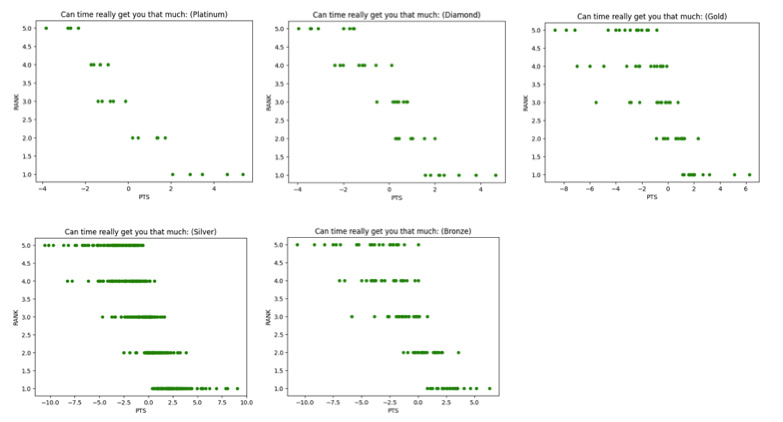 Can time really get you that much: (Platinum)
5.0
4.5
4.0
3.5
3.0
2.5
2.0
1.5
1.0
RANK
−4 −2 0 2 4
PTS
Can time really get you that much: (Diamond)
5.0
4.5
4.0
3.5
3.0
2.5
2.0
1.5
1.0
RANK
−4 −2 0 2 4
PTS
Can time really get you that much: (Gold)
5.0
4.5
4.0
3.5
3.0
2.5
2.0
1.5
1.0
RANK
−8 −6 −4 −2 0 2 4 6
PTS
Can time really get you that much: (Silver)
5.0
4.5
4.0
3.5
3.0
2.5
2.0
1.5
1.0
RANK
−10.0 −7.5 −5.0 −2.5 0.0 2.5 5.0 7.5 10.0
PTS
Can time really get you that much: (Bronze)
5.0
4.5
4.0
3.5
3.0
2.5
2.0
1.5
1.0
RANK
−10.0 −7.5 −5.0 −2.5 0.0 2.5 5.0
PTS